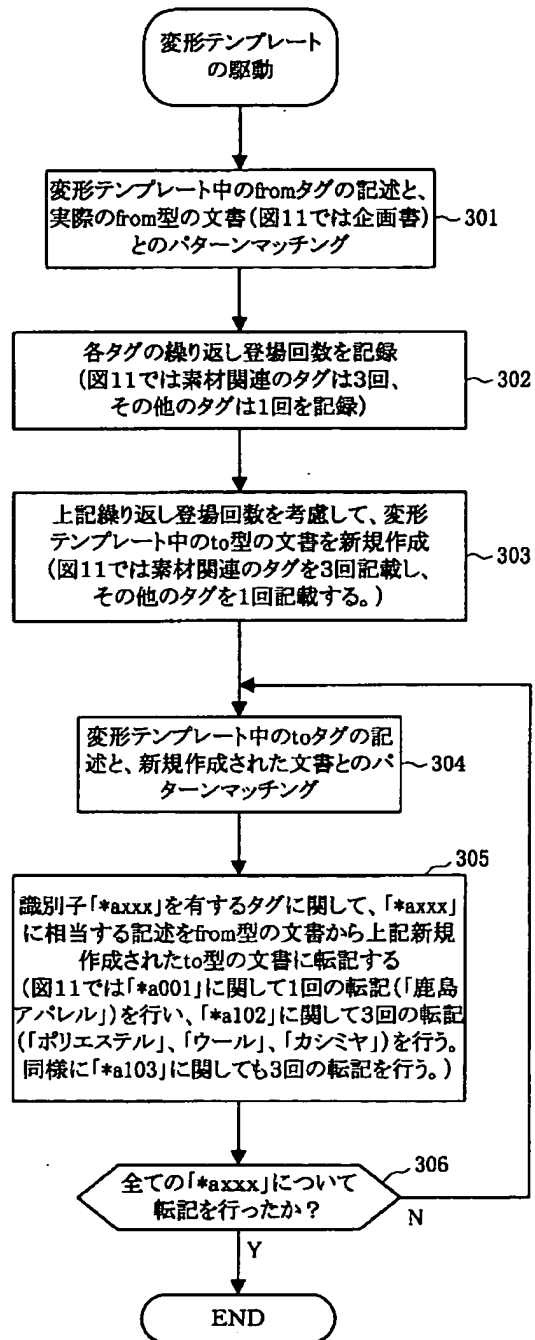 変形テンプレート
の駆動
変形テンプレート中のfromタグの記述と、
実際のfrom型の文書(図11では企画書)
とのパターンマッチング
301
各タグの繰り返し登場回数を記録
(図11では素材関連のタグは3回、
その他のタグは1回を記録)
302
上記繰り返し登場回数を考慮して、変形
テンプレート中のto型の文書を新規作成
(図11では素材関連のタグを3回記載し、
その他のタグを1回記載する。)
303
変形テンプレート中のtoタグの記
述と、新規作成された文書とのパ
ターンマッチング
304
305
識別子「*axxx」を有するタグに関して、「*axxx」
に相当する記述をfrom型の文書から上記新規
作成されたto型の文書に転記する
(図11では「*a001」に関して1回の転記(「鹿島
アパレル」)を行い、「*a102」に関して3回の転記
(「ポリエステル」、「ウール」、「カシミヤ」)を行う。
同様に「*a103」に関しても3回の転記を行う。)
306
全ての「*axxx」について
転記を行ったか?
N
Y
END